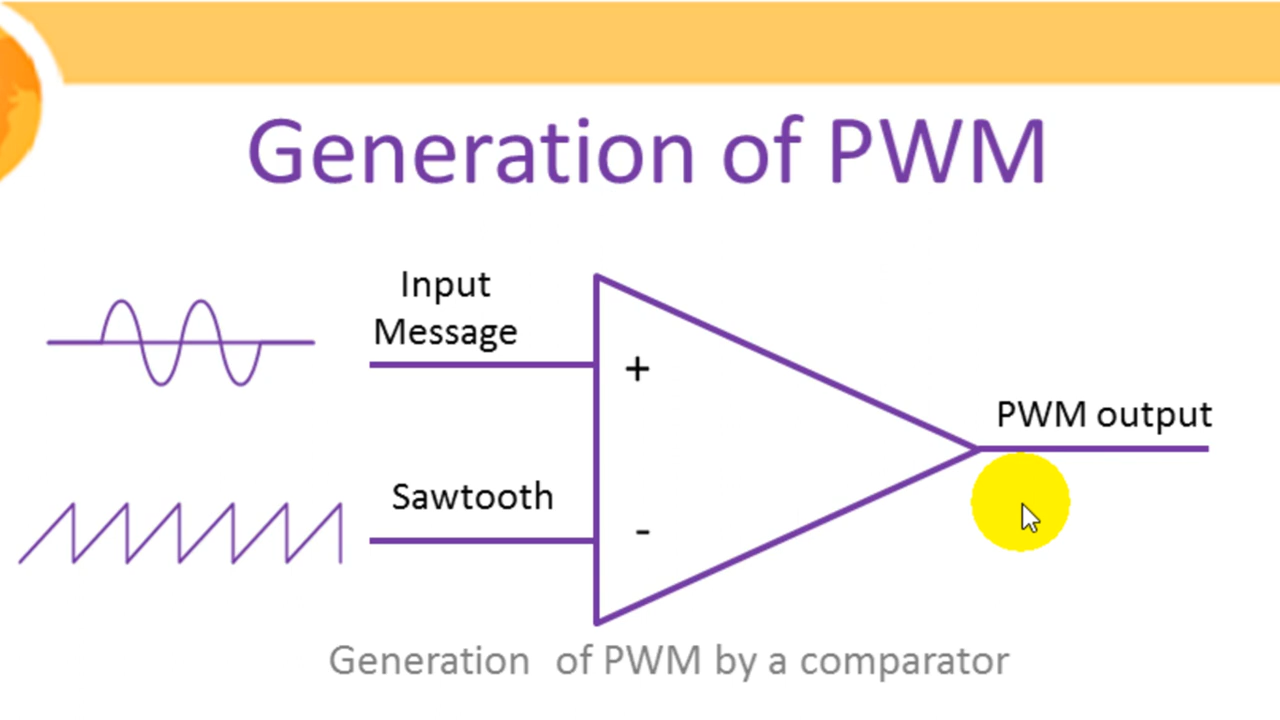 Generation of PWM
Input
Message
+
PWM output
Sawtooth
-
Generation of PWM by a comparator